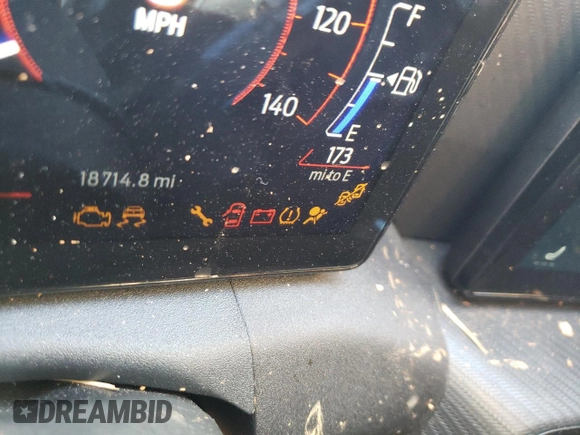 MPH
120
140
F
E
173
mi to E
18714.8 mi
DREAMBID